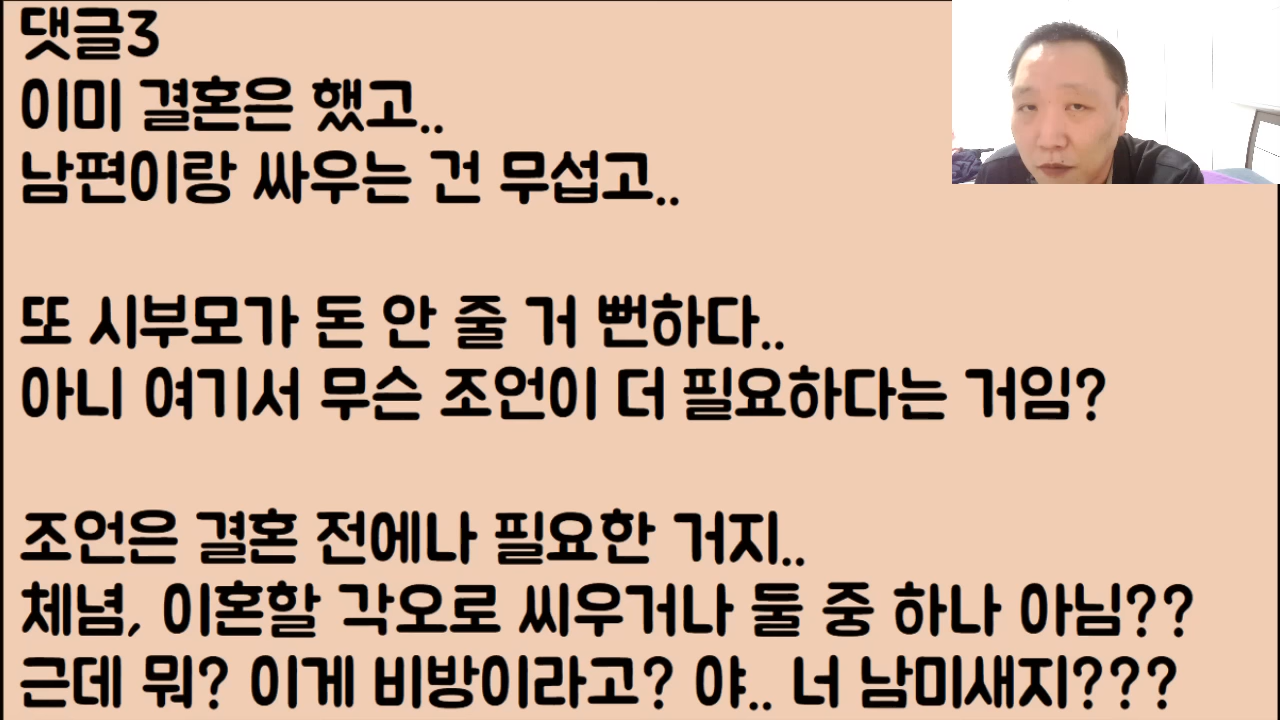 댓글3
이미 결혼은 했고..
남편이랑 싸우는 건 무섭고..
또 시부모가 돈 안 줄 거 뻔하다..
아니 여기서 무슨 조언이 더 필요하다는 거임?
조언은 결혼 전에나 필요한 거지..
체념, 이혼할 각오로 씨우거나 둘 중 하나 아님??
근데 뭐? 이게 비방이라고? 야.. 너 남미새지???